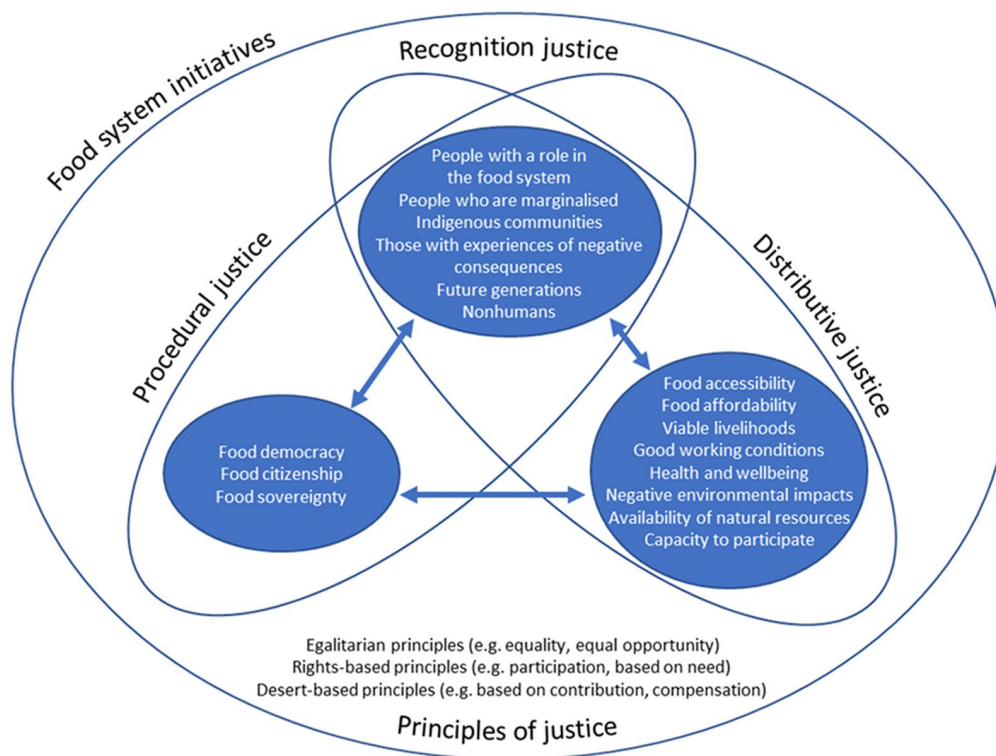 Food system initiatives
Recognition justice
People with a role in
the food system
People who are marginalised
Indigenous communities
Those with experiences of negative
consequences
Future generations
Nonhumans
Procedural justice
Distributive justice
Food democracy
Food citizenship
Food sovereignty
Food accessibility
Food affordability
Viable livelihoods
Good working conditions
Health and wellbeing
Negative environmental impacts
Availability of natural resources
Capacity to participate
Egalitarian principles (e.g. equality, equal opportunity)
Rights-based principles (e.g. participation, based on need)
Desert-based principles (e.g. based on contribution, compensation)
Principles of justice